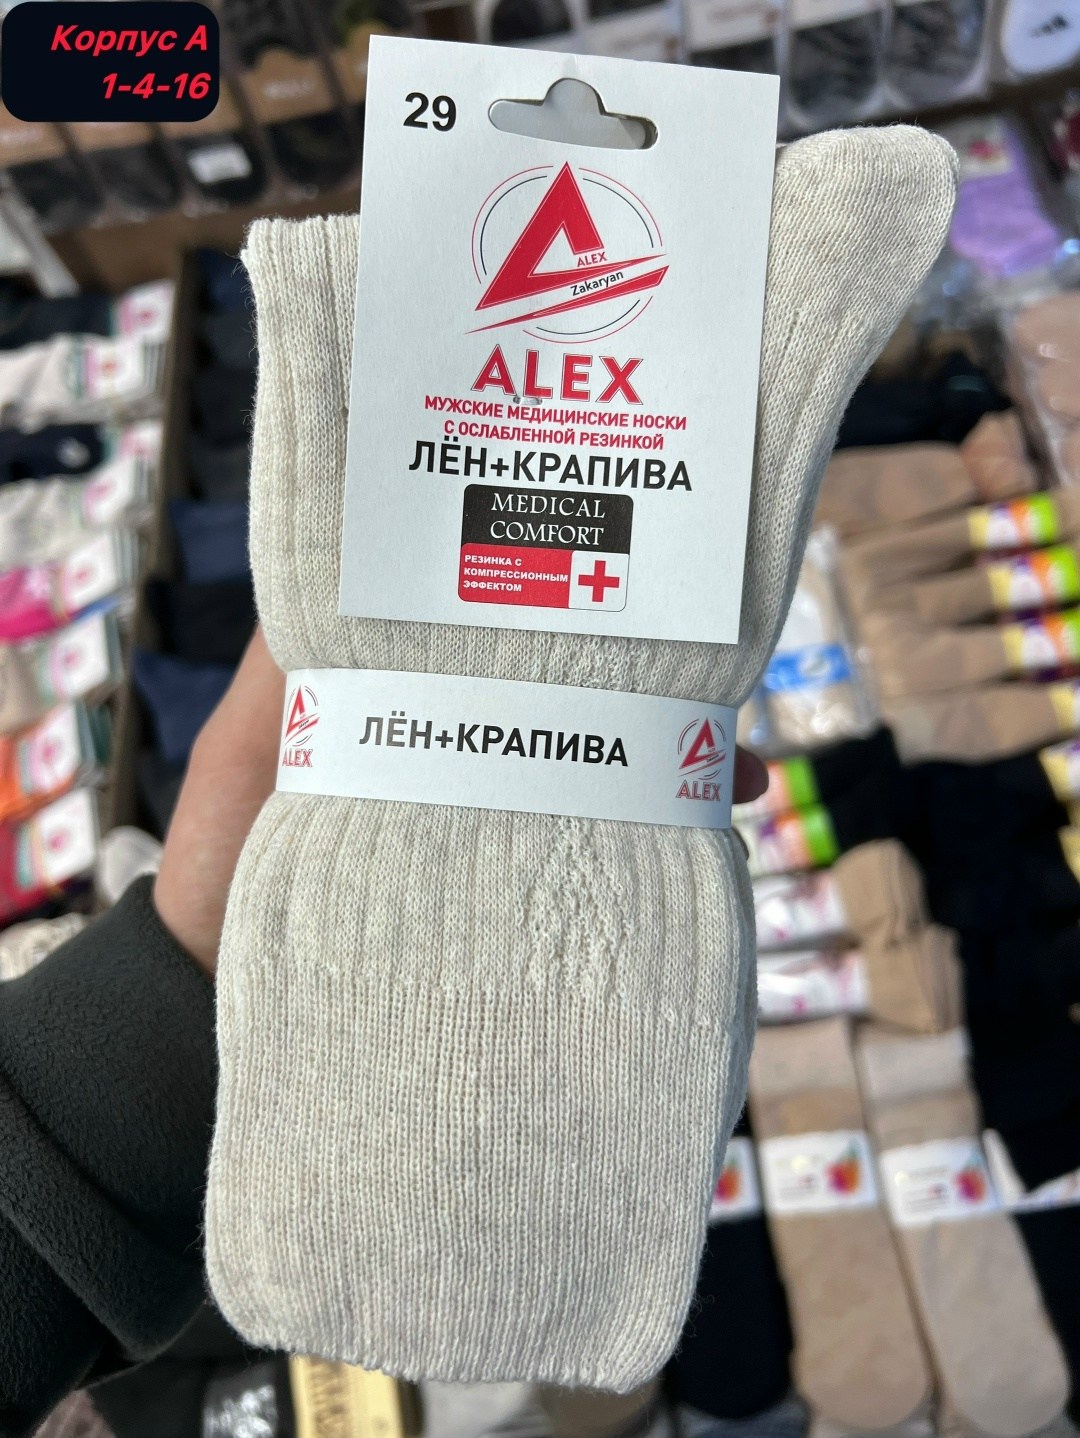 Корпус А
1-4-16
29
ALEX
Zakaryan
ALEX
МУЖСКИЕ МЕДИЦИНСКИЕ НОСКИ
С ОСЛАБЛЕННОЙ РЕЗИНКОЙ
ЛЁН+КРАПИВА
MEDICAL
COMFORT
РЕЗИНКА С
КОМПРЕССИОННЫМ
ЭФФЕКТОМ
ЛЁН+КРАПИВА
ALEX
ALEX